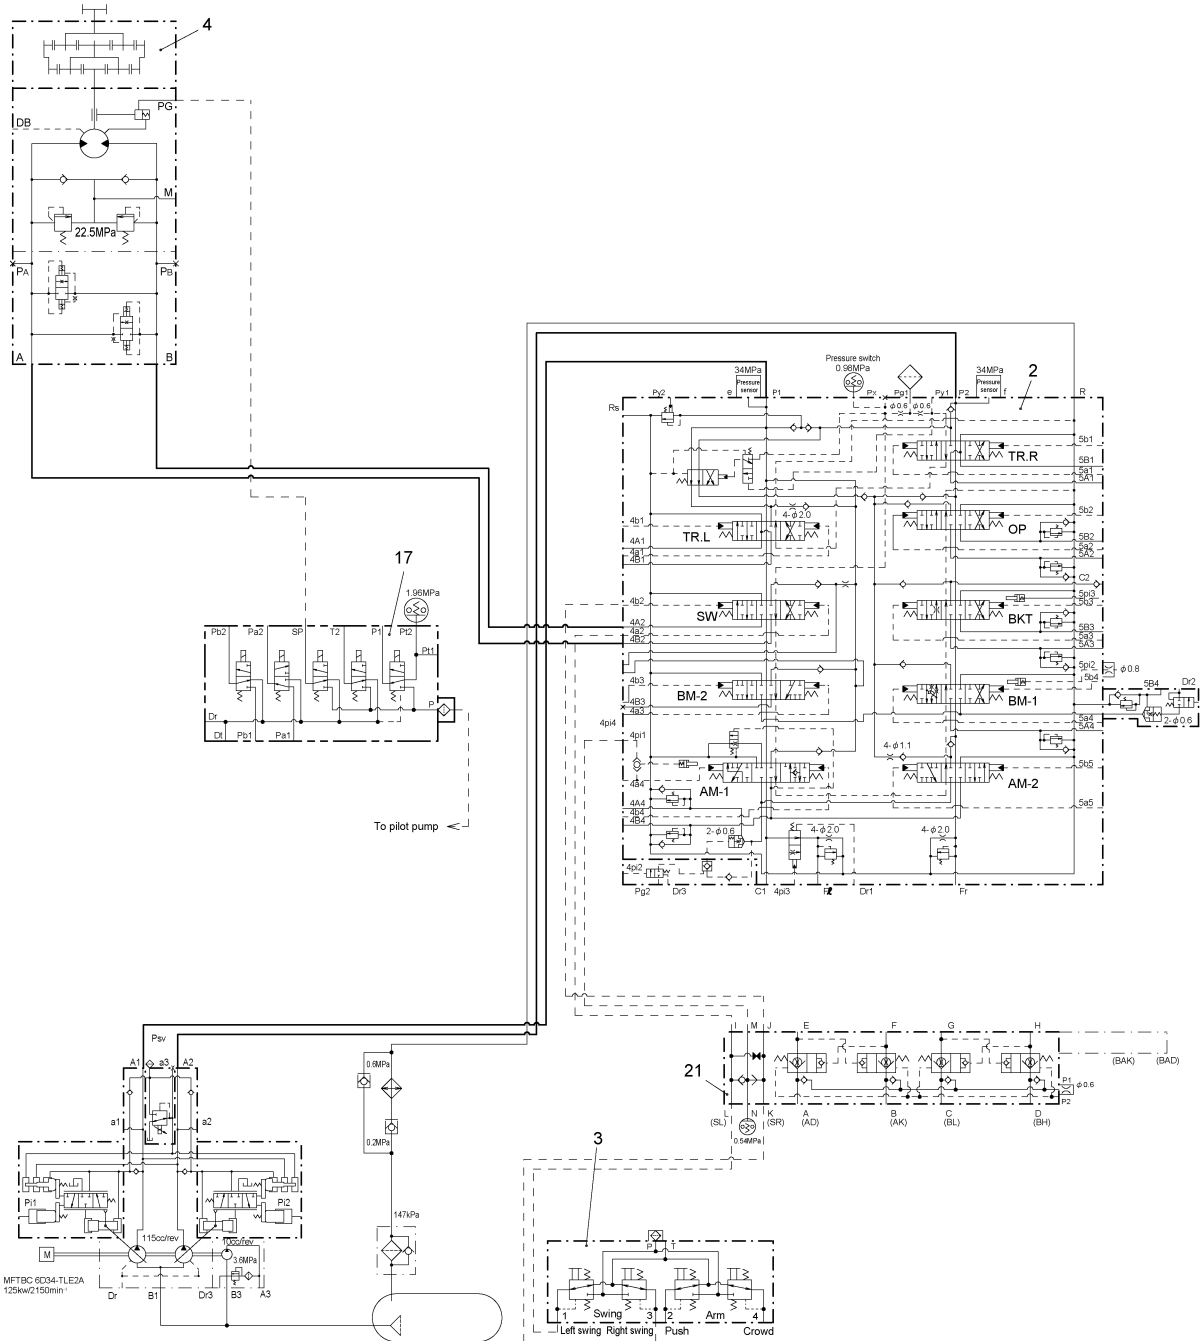 4
PG
DB
M
22.5MPa
PA
PB
A
B
17
1.96MPa
Pb2
Pa2
SP
T2
P1
Pt2
Pt1
P
Dr
Dt
Pb1
Pa1
To pilot pump
Pressure switch
0.98MPa
34MPa
Pressure sensor
34MPa
Pressure sensor
2
Py2
e
P1
Px
Pg1
Py1
P2
f
R
φ0.6
φ0.6
Rs
5b1
TR.R
5B1
5a1
5A1
4-φ2.0
4b1
TR.L
4A1
4a1
4B1
5b2
OP
5B2
5a2
5A2
C2
4b2
SW
4A2
4a2
4B2
5pi3
5b3
BKT
5B3
5a3
5A3
5pi2
φ0.8
4b3
BM-2
4B3
4a3
4pi4
5b4
BM-1
5B4
Dr2
2-φ0.6
5a4
5A4
4pi1
4-φ1.1
4a4
AM-1
AM-2
5b5
4A4
4b4
4B4
5a5
2-φ0.6
4-φ2.0
4-φ2.0
4pi2
Pg2
Dr3
C1
4pi3
Fℓ
Dr1
Fr
I
M
J
E
F
G
H
(BAK)
(BAD)
21
P1
φ0.6
P2
L
(SL)
N
K
(SR)
A
(AD)
B
(AK)
C
(BL)
D
(BH)
0.54MPa
Psv
A1
a3
A2
a1
a2
0.6MPa
0.2MPa
147kPa
Pi1
Pi2
115cc/rev
10cc/rev
3.6MPa
M
MFTBC 6D34-TLE2A
125kw/2150min-1
Dr
B1
Dr3
B3
A3
3
P
T
1
Swing
3
2
Arm
4
Left swing
Right swing
Push
Crowd